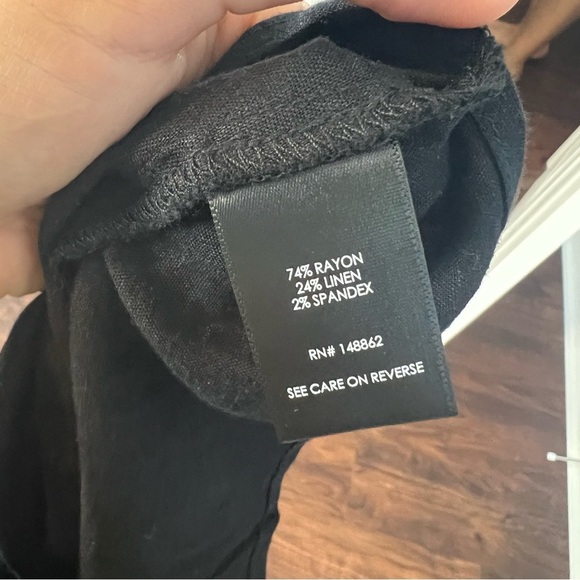 74% RAYON
24% LINEN
2% SPANDEX
RN# 148862
SEE CARE ON REVERSE